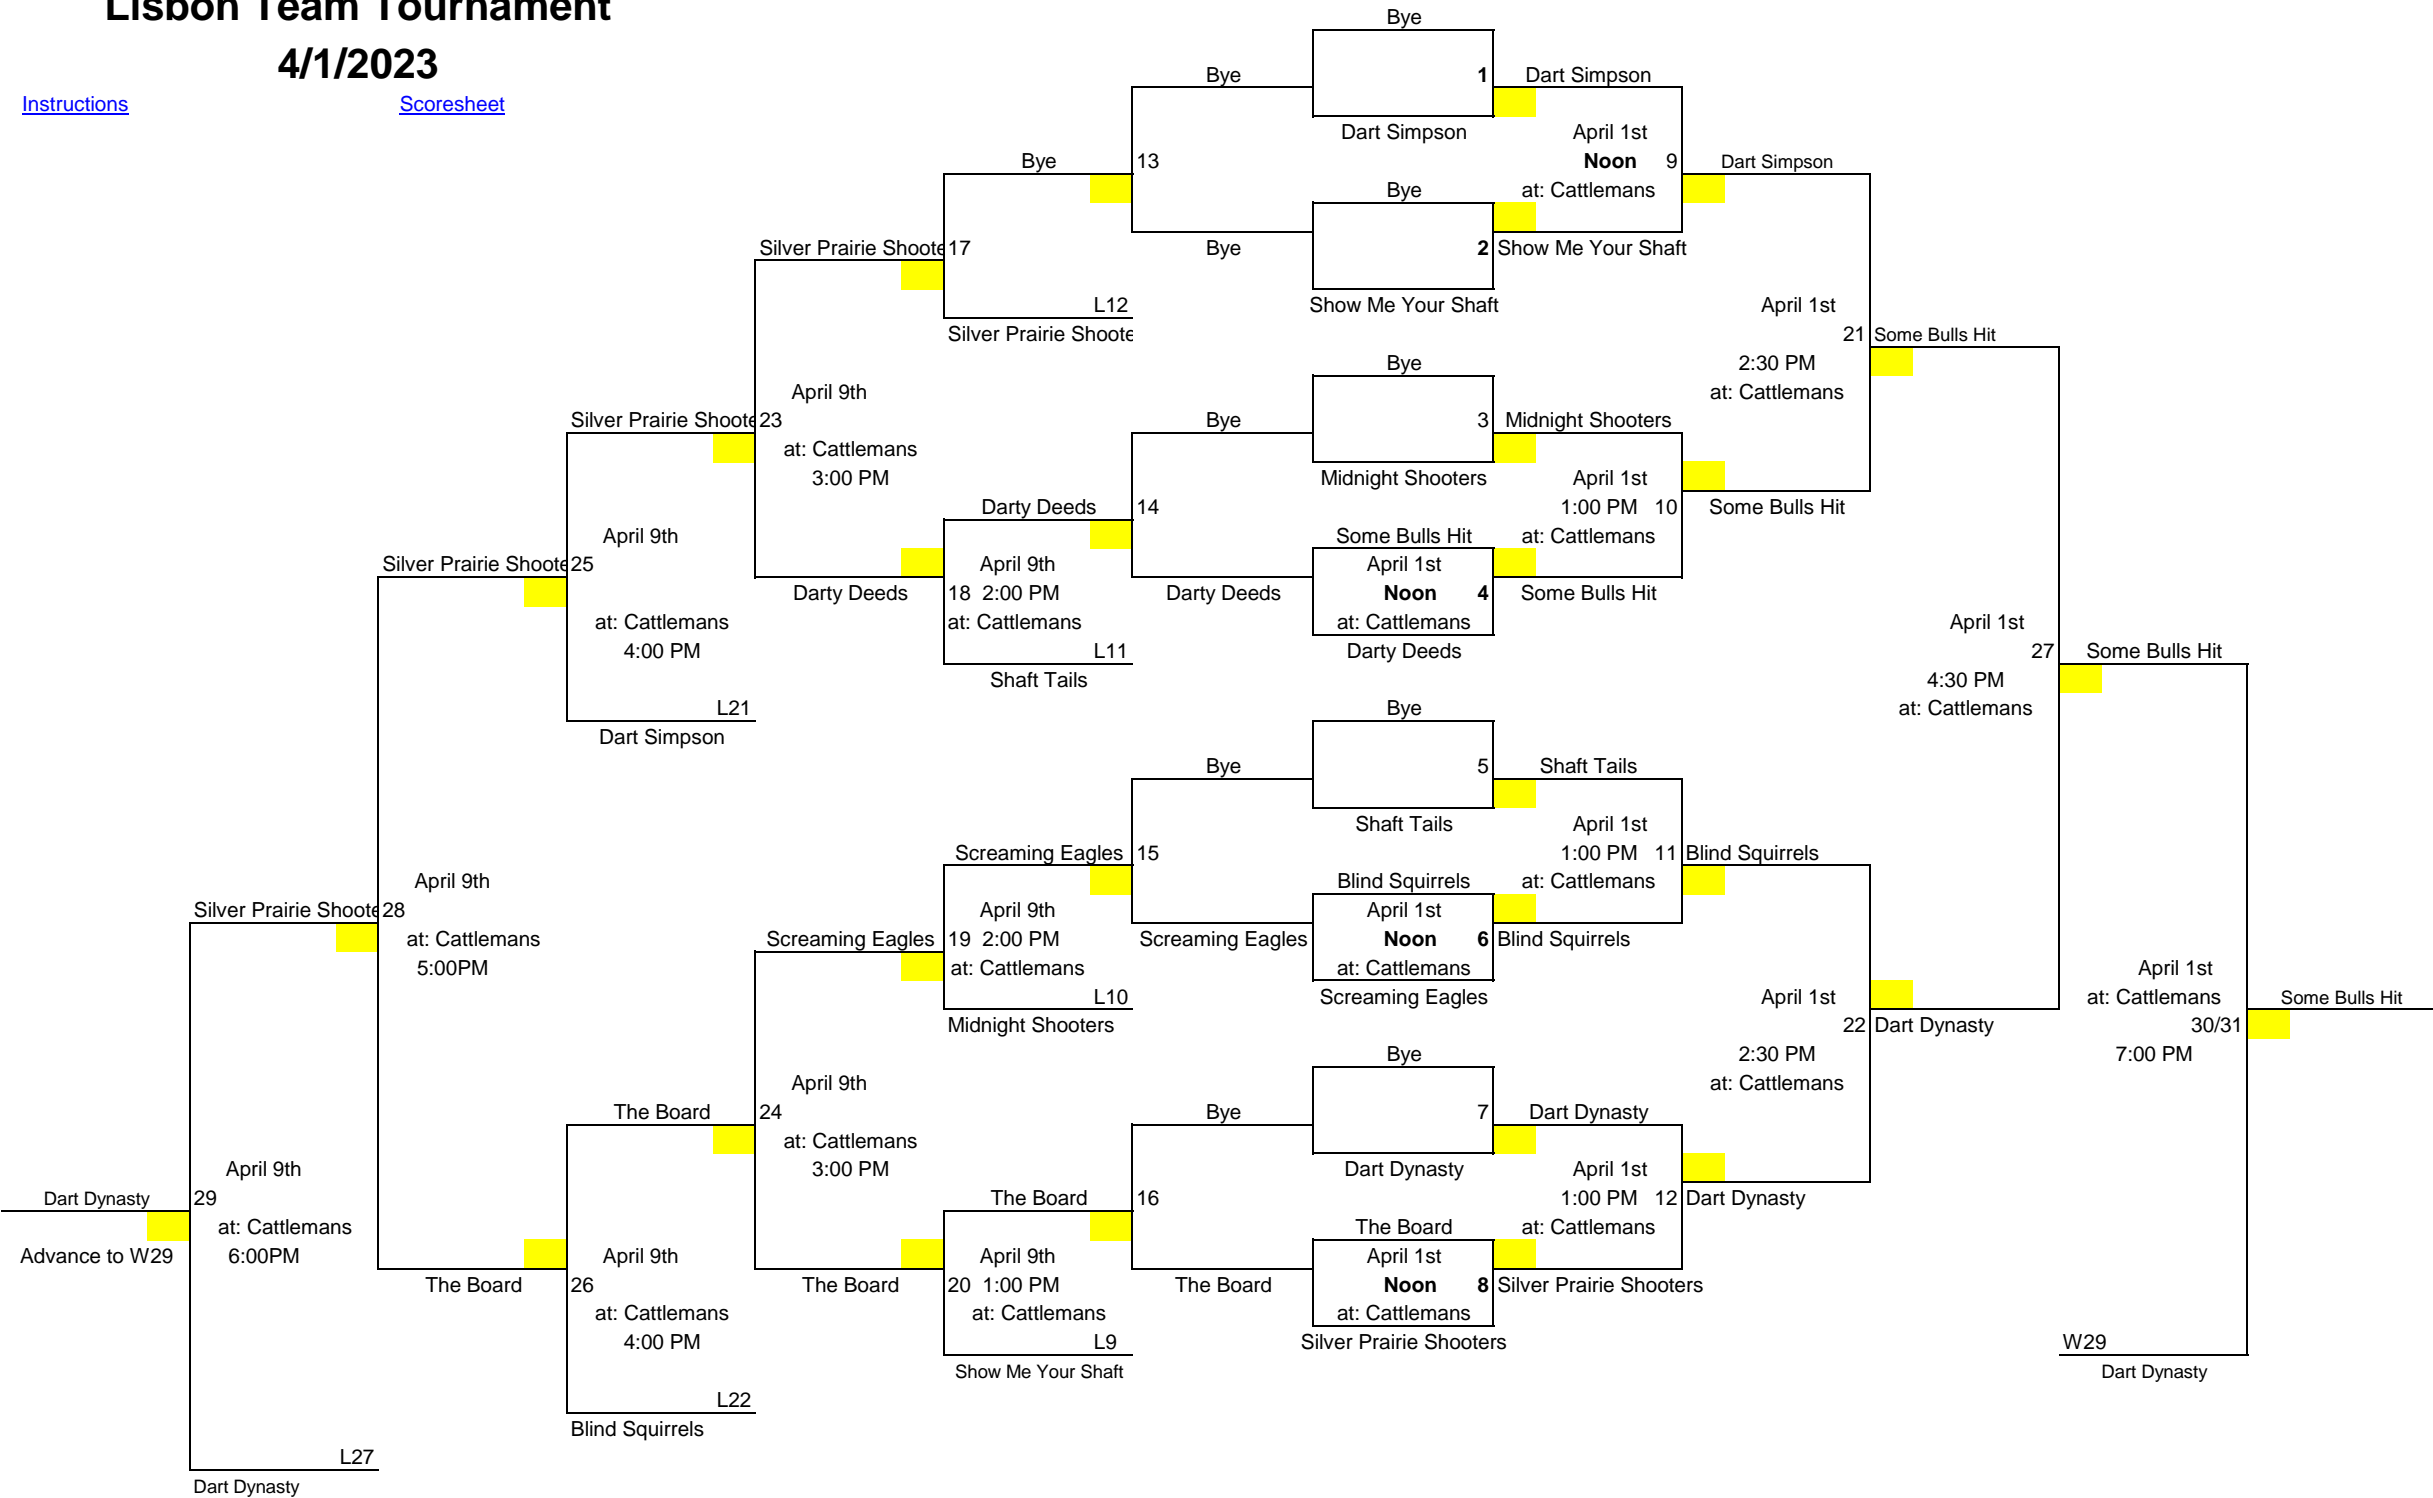 Lisbon Team Tournament
4/1/2023
Instructions
Scoresheet
Bye
Bye
1
Dart Simpson
Dart Simpson
April 1st
Bye
13
Noon
9
Dart Simpson
Bye
at: Cattlemans
Silver Prairie Shoote
17
Bye
2
Show Me Your Shaft
L12
Show Me Your Shaft
April 1st
Silver Prairie Shoote
21
Some Bulls Hit
Bye
2:30 PM
April 9th
at: Cattlemans
Silver Prairie Shoote
23
Bye
3
Midnight Shooters
at: Cattlemans
3:00 PM
Midnight Shooters
April 1st
Darty Deeds
14
1:00 PM
10
Some Bulls Hit
April 9th
Some Bulls Hit
at: Cattlemans
Silver Prairie Shoote
25
April 9th
April 1st
Darty Deeds
18
2:00 PM
Darty Deeds
Noon
4
Some Bulls Hit
at: Cattlemans
at: Cattlemans
at: Cattlemans
April 1st
4:00 PM
L11
Darty Deeds
27
Some Bulls Hit
Shaft Tails
4:30 PM
L21
Bye
at: Cattlemans
Dart Simpson
Bye
5
Shaft Tails
Shaft Tails
April 1st
Screaming Eagles
15
1:00 PM
11
Blind Squirrels
April 9th
Blind Squirrels
at: Cattlemans
Silver Prairie Shoote
28
April 9th
April 1st
at: Cattlemans
Screaming Eagles
19
2:00 PM
Screaming Eagles
Noon
6
Blind Squirrels
5:00PM
at: Cattlemans
at: Cattlemans
April 1st
L10
Screaming Eagles
April 1st
at: Cattlemans
Some Bulls Hit
Midnight Shooters
22
Dart Dynasty
30/31
Bye
2:30 PM
7:00 PM
April 9th
at: Cattlemans
The Board
24
Bye
7
Dart Dynasty
at: Cattlemans
April 9th
3:00 PM
Dart Dynasty
April 1st
Dart Dynasty
29
The Board
16
1:00 PM
12
Dart Dynasty
at: Cattlemans
The Board
at: Cattlemans
Advance to W29
6:00PM
April 9th
April 9th
April 1st
The Board
26
The Board
20
1:00 PM
The Board
Noon
8
Silver Prairie Shooters
at: Cattlemans
at: Cattlemans
at: Cattlemans
4:00 PM
L9
Silver Prairie Shooters
W29
Show Me Your Shaft
Dart Dynasty
L22
Blind Squirrels
L27
Dart Dynasty